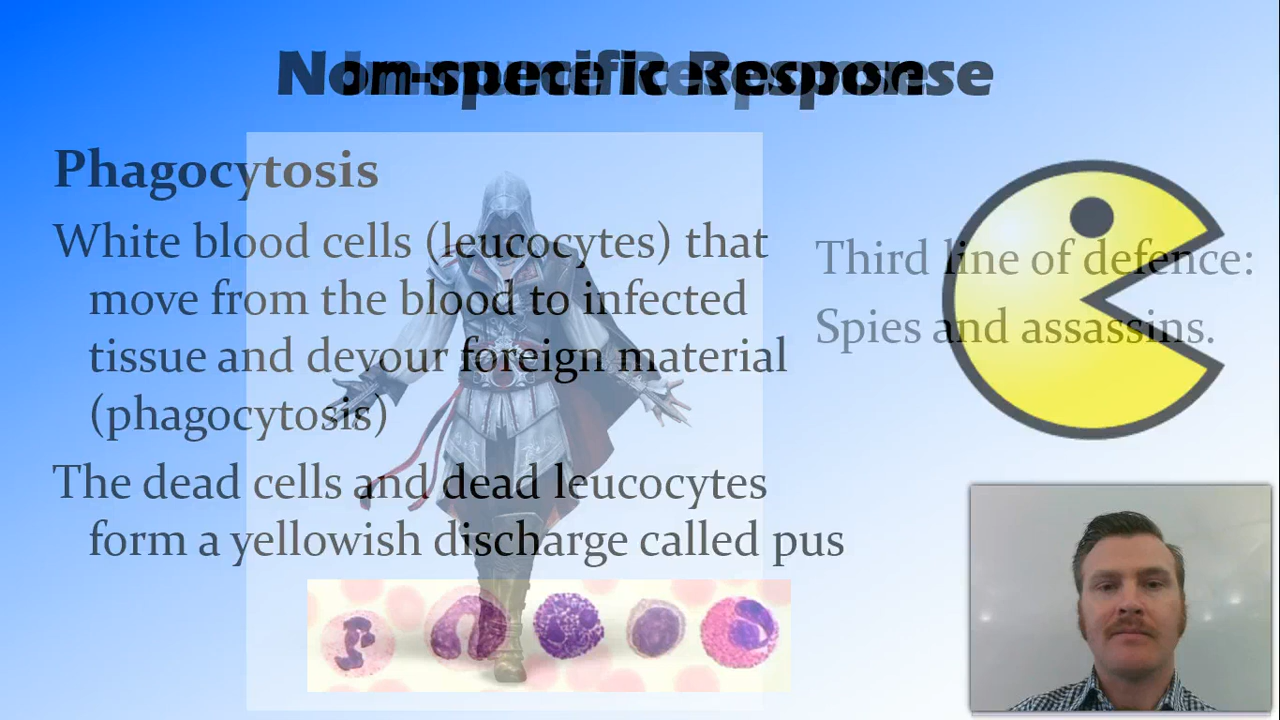 Non-specific Response
Immune Response
Phagocytosis
White blood cells (leucocytes) that
move from the blood to infected
tissue and devour foreign material
(phagocytosis)
The dead cells and dead leucocytes
form a yellowish discharge called pus
Third line of defence:
Spies and assassins.